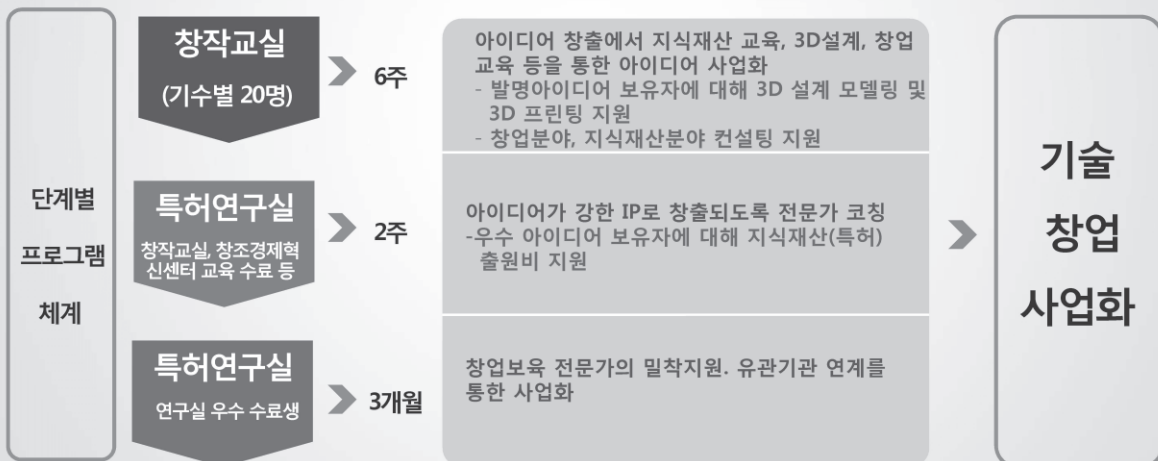 단계별
프로그램
체계
창작교실
(기수별 20명)
6주
아이디어 창출에서 지식재산 교육, 3D설계, 창업
교육 등을 통한 아이디어 사업화
- 발명아이디어 보유자에 대해 3D 설계 모델링 및
3D 프린팅 지원
- 창업분야, 지식재산분야 컨설팅 지원
특허연구실
창작교실, 창조경제혁
신센터 교육 수료 등
2주
아이디어가 강한 IP로 창출되도록 전문가 코칭
-우수 아이디어 보유자에 대해 지식재산(특허)
출원비 지원
특허연구실
연구실 우수 수료생
3개월
창업보육 전문가의 밀착지원. 유관기관 연계를
통한 사업화
기술
창업
사업화